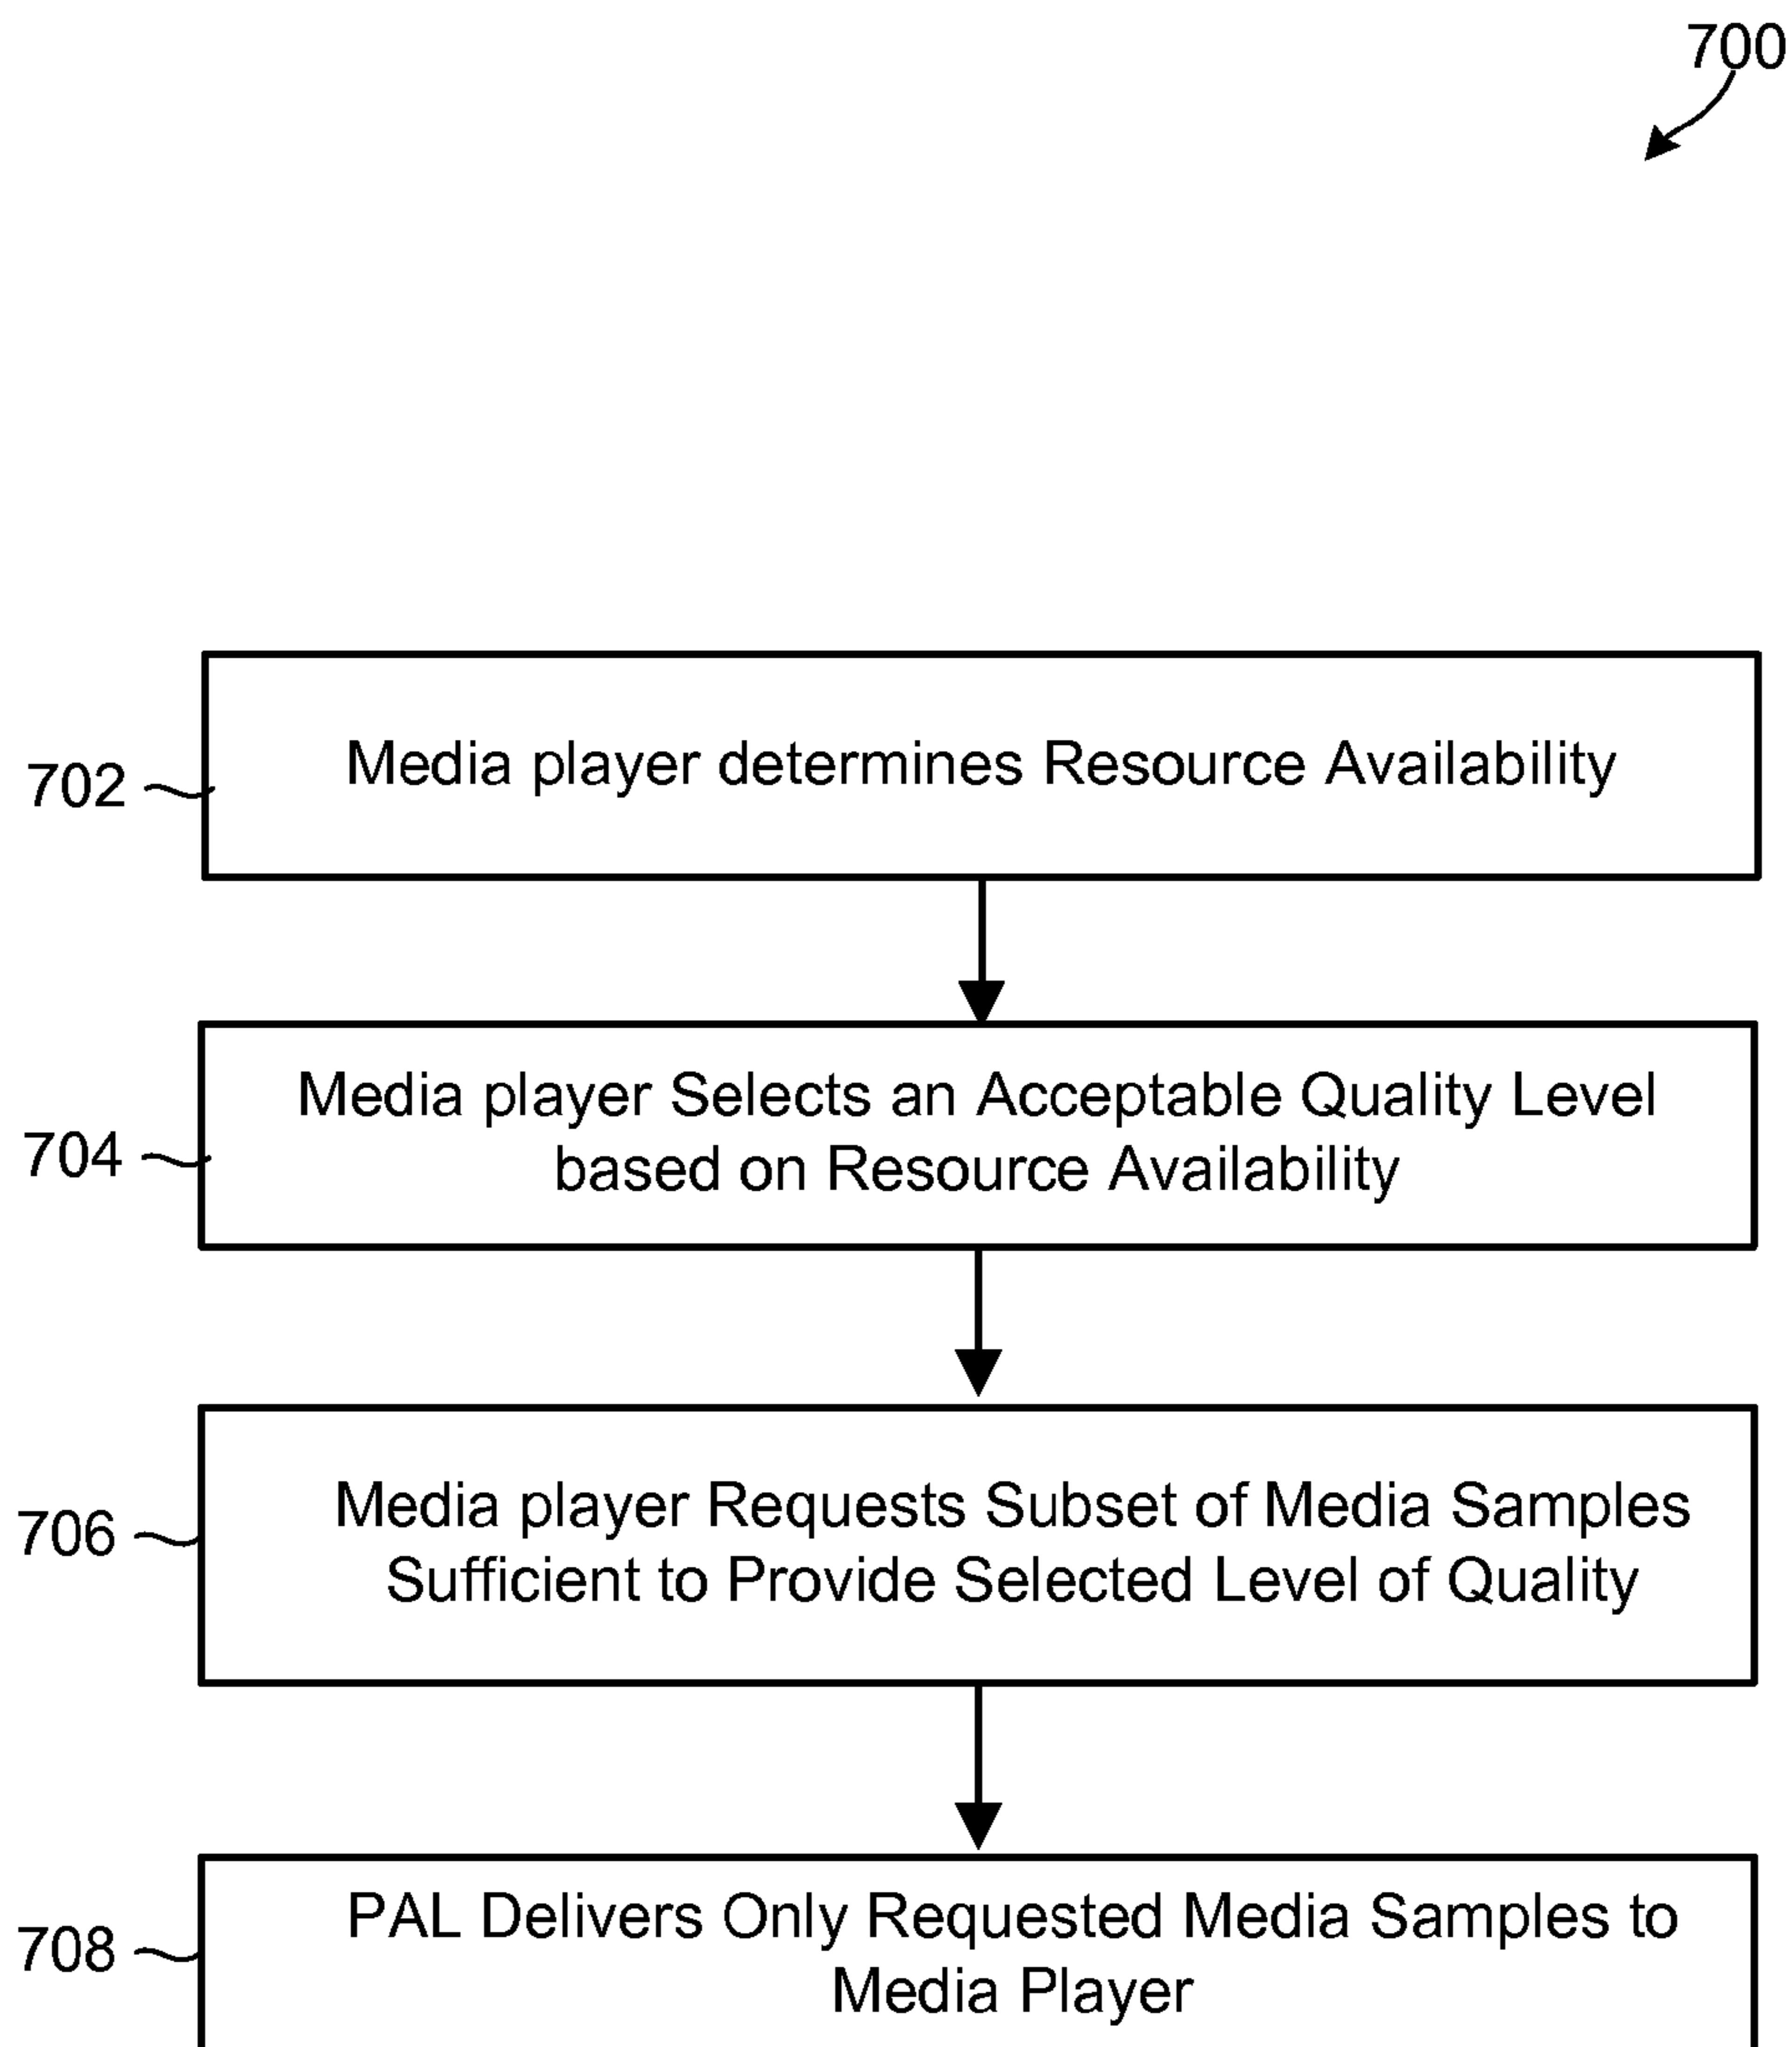 700
702
Media player determines Resource Availability
704
Media player Selects an Acceptable Quality Level
based on Resource Availability
706
Media player Requests Subset of Media Samples
Sufficient to Provide Selected Level of Quality
708
PAL Delivers Only Requested Media Samples to
Media Player